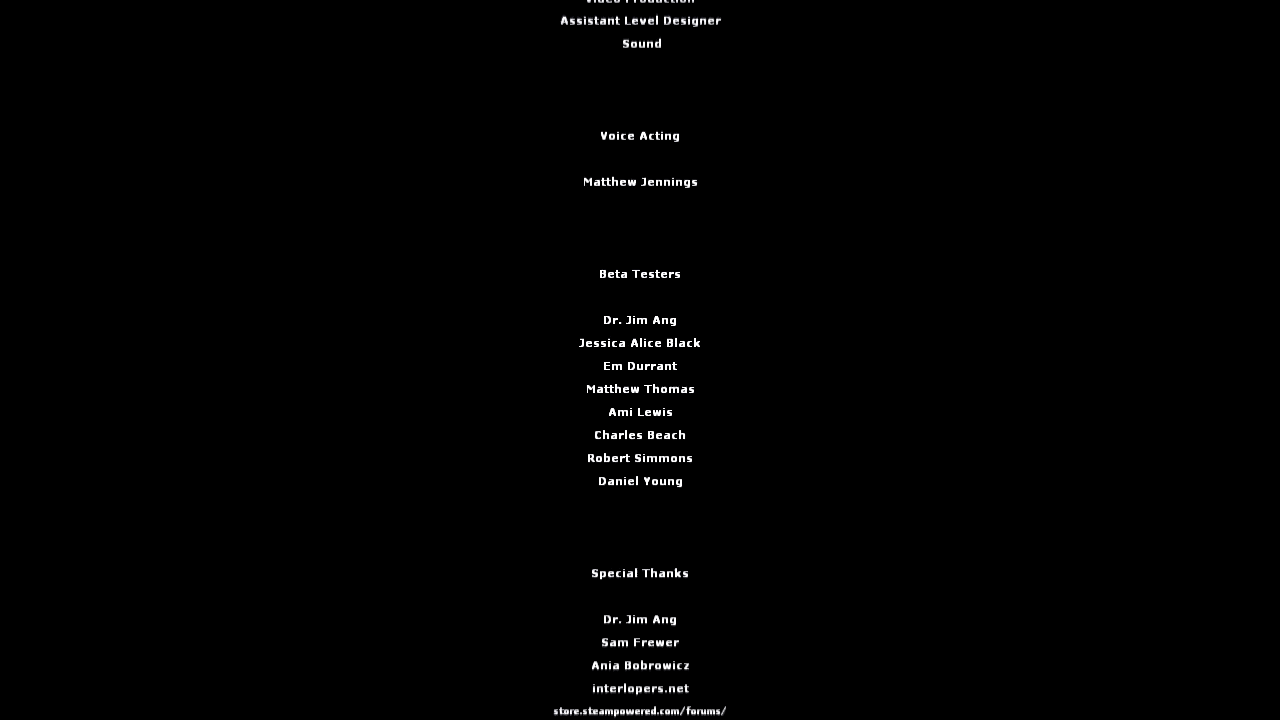 Video Production
Assistant Level Designer
Sound
Voice Acting
Matthew Jennings
Beta Testers
Dr. Jim Ang
Jessica Alice Black
Em Durrant
Matthew Thomas
Ami Lewis
Charles Beach
Robert Simmons
Daniel Young
Special Thanks
Dr. Jim Ang
Sam Frewer
Ania Bobrowicz
interlopers.net
store.steampowered.com/forums/